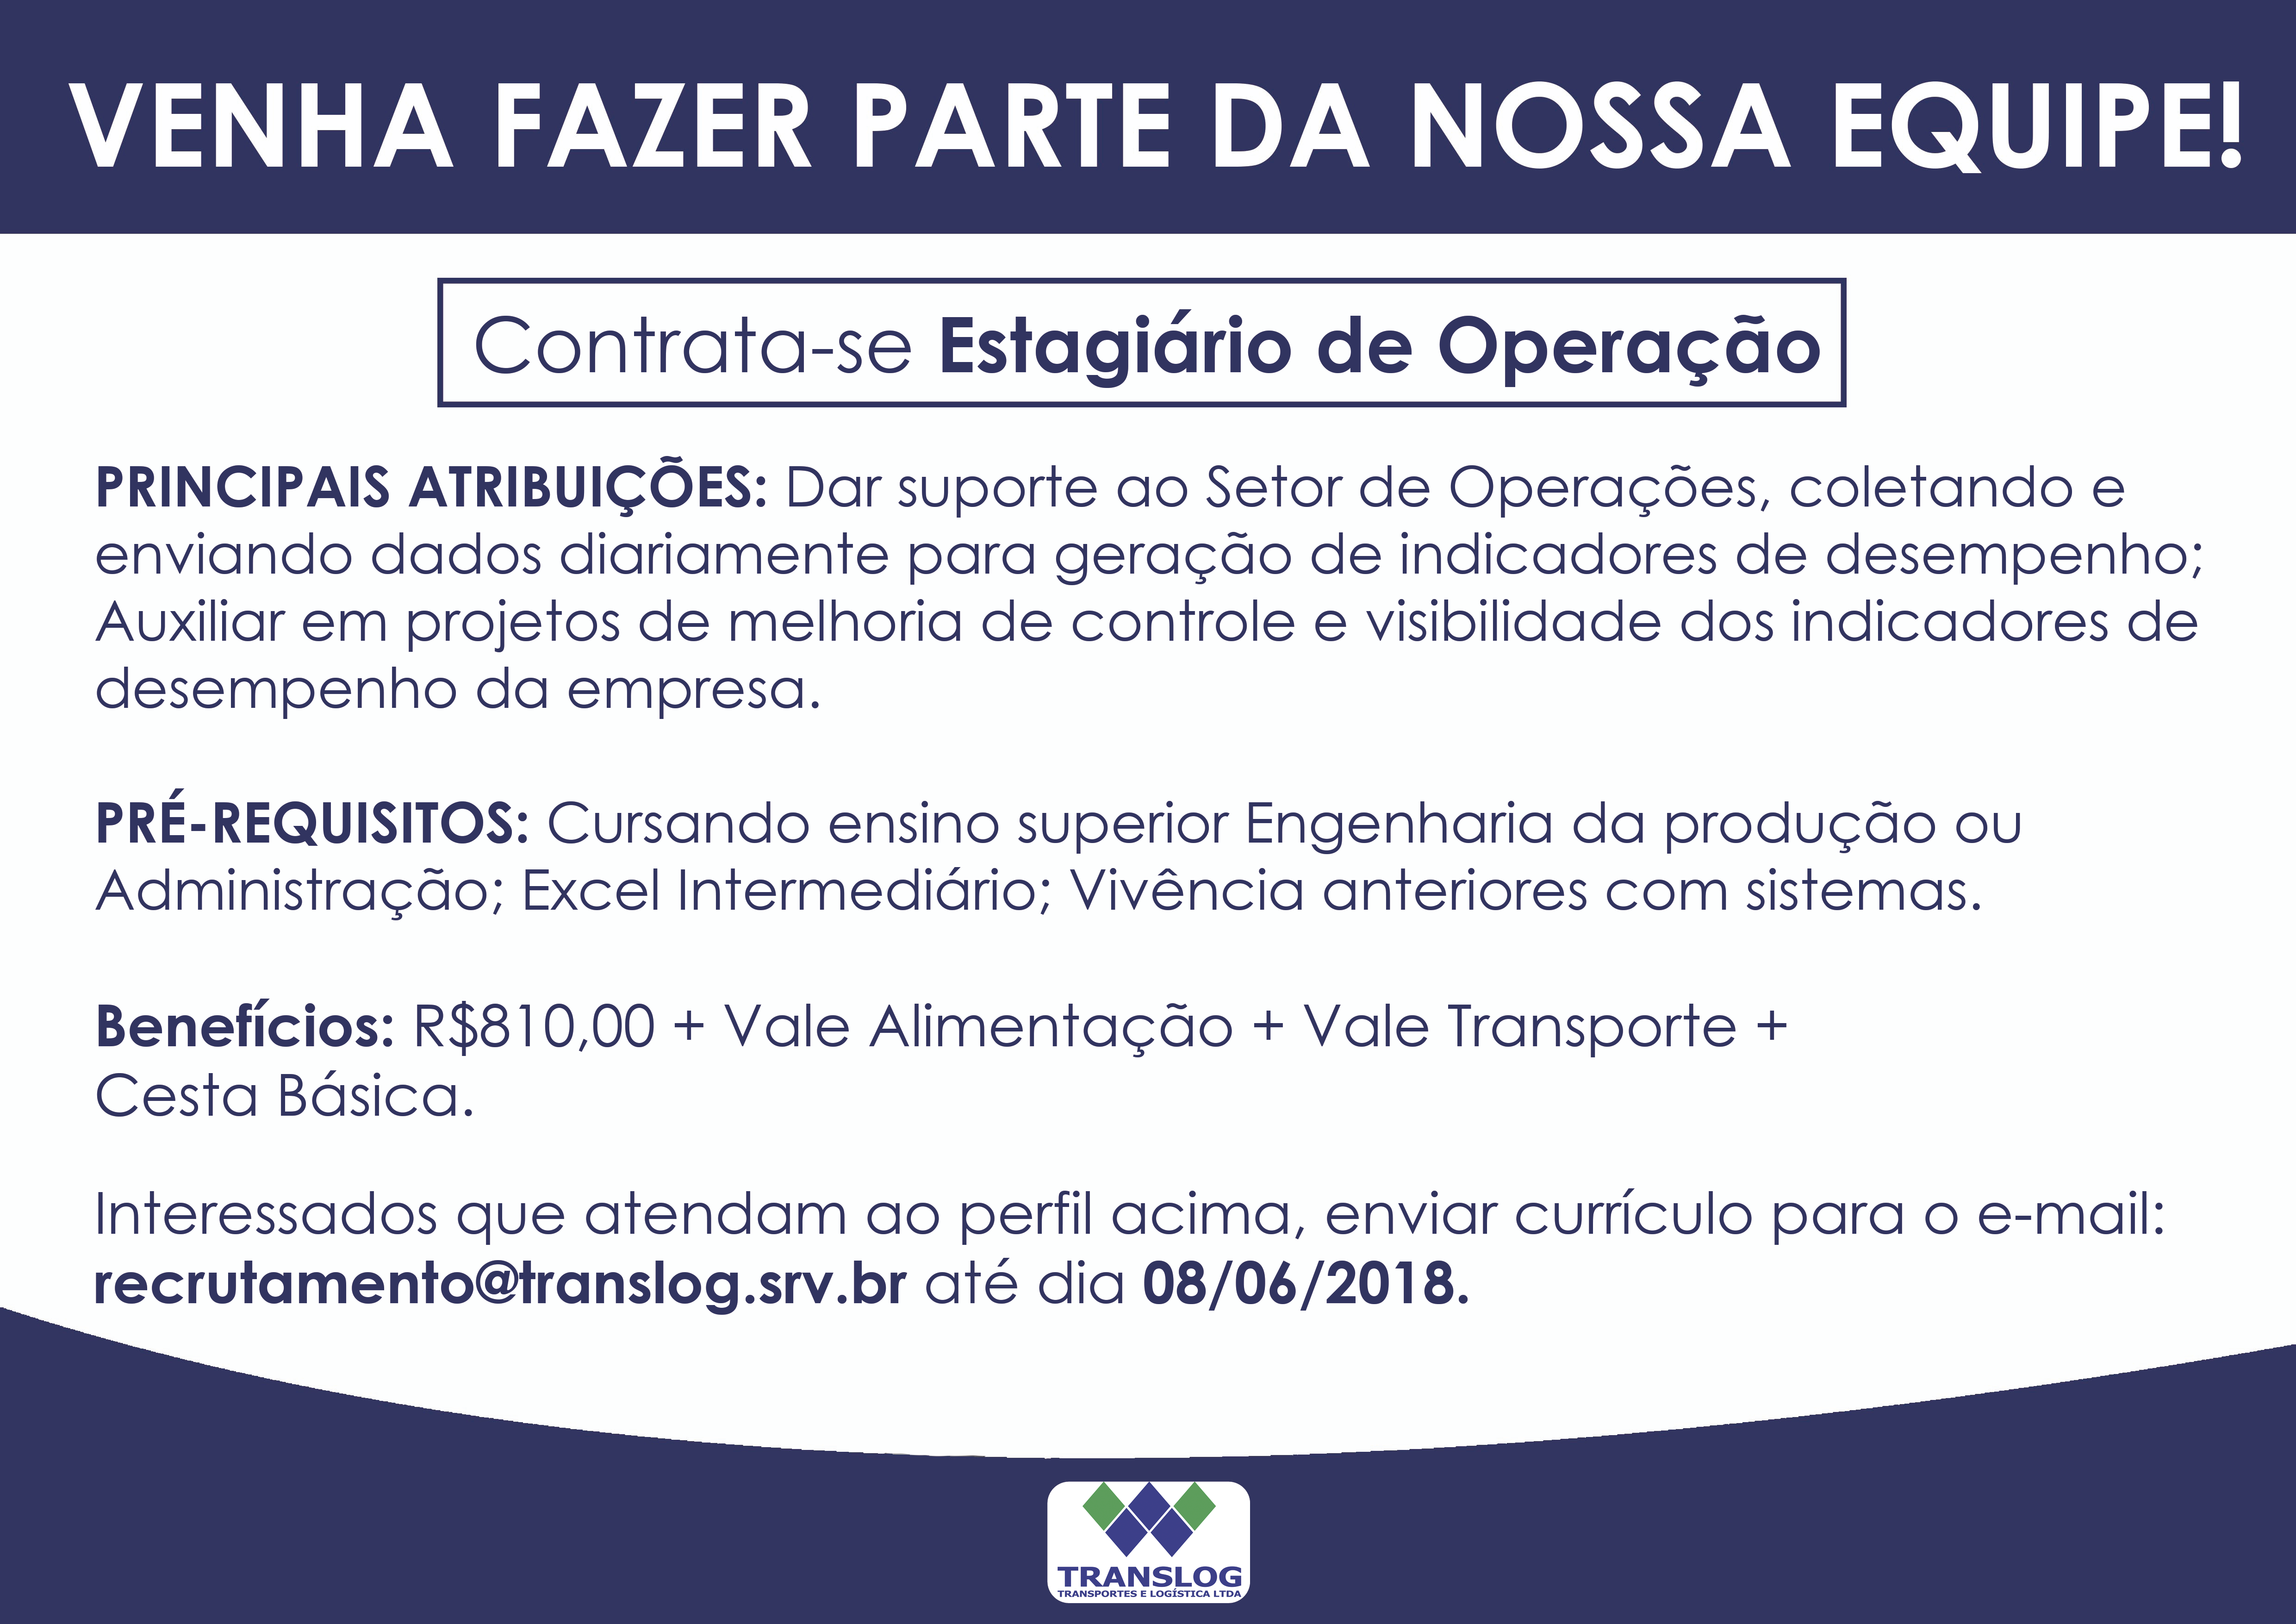 VENHA FAZER PARTE DA NOSSA EQUIPE!
Contrata-se Estagiário de Operação
PRINCIPAIS ATRIBUIÇÕES: Dar suporte ao Setor de Operações, coletando e
enviando dados diariamente para geração de indicadores de desempenho;
Auxiliar em projetos de melhoria de controle e visibilidade dos indicadores de
desempenho da empresa.
PRÉ-REQUISITOS: Cursando ensino superior Engenharia da produção ou
Administração; Excel Intermediário; Vivência anteriores com sistemas.
Benefícios: R$810,00 + Vale Alimentação + Vale Transporte +
Cesta Básica.
Interessados que atendam ao perfil acima, enviar currículo para o e-mail:
recrutamento@translog.srv.br até dia 08/06/2018.
TRANSLOG
TRANSPORTES E LOGÍSTICA LTDA